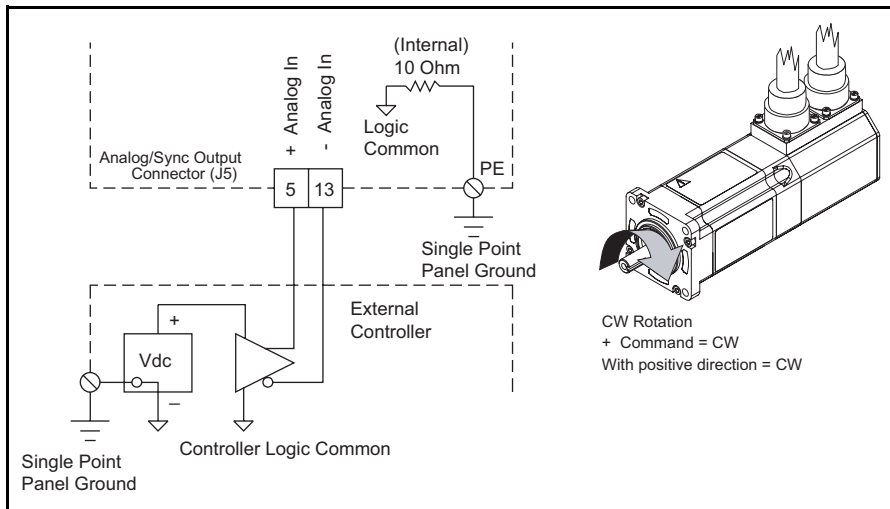 (Internal)
10 Ohm
+ Analog In
- Analog In
Logic
Common
Analog/Sync Output
Connector (J5)
5
13
PE
Single Point
Panel Ground
External
Controller
+
Vdc
–
Controller Logic Common
Single Point
Panel Ground
CW Rotation
+ Command = CW
With positive direction = CW